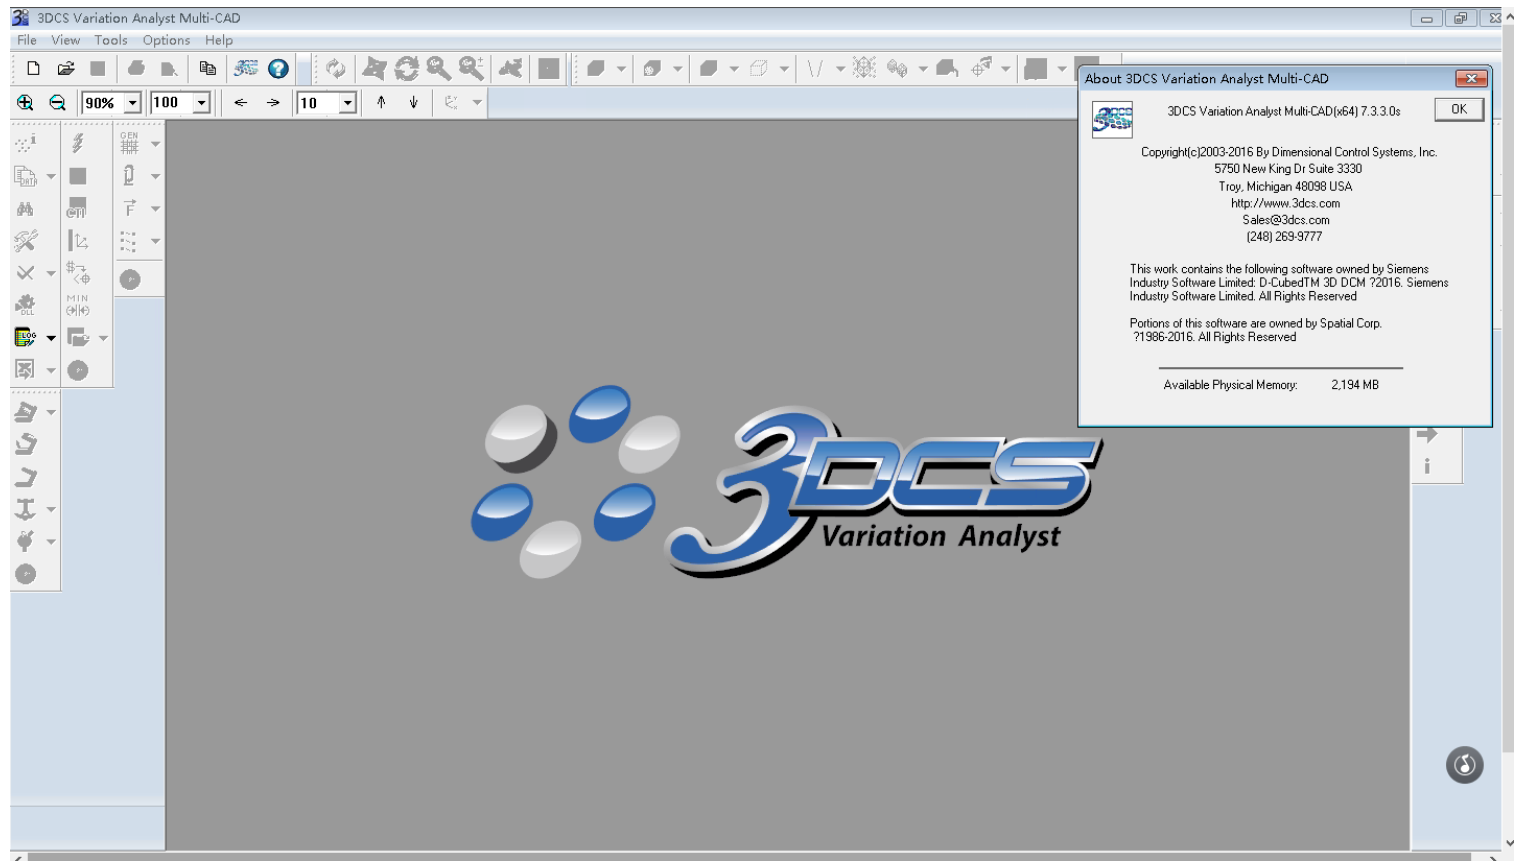 3DCS Variation Analyst Multi-CAD
File View Tools Options Help
90% 100 10
GEN
DATA
MIN
DLL
LOG
About 3DCS Variation Analyst Multi-CAD
3DCS Variation Analyst Multi-CAD(x64) 7.3.3.0s
OK
Copyright(c)2003-2016 By Dimensional Control Systems, Inc.
5750 New King Dr Suite 3330
Troy, Michigan 48098 USA
http://www.3dcs.com
Sales@3dcs.com
(248) 269-9777
This work contains the following software owned by Siemens
Industry Software Limited: D-CubedTM 3D DCM ?2016. Siemens
Industry Software Limited. All Rights Reserved
Portions of this software are owned by Spatial Corp.
?1986-2016. All Rights Reserved
Available Physical Memory: 2,194 MB
3DCS
Variation Analyst